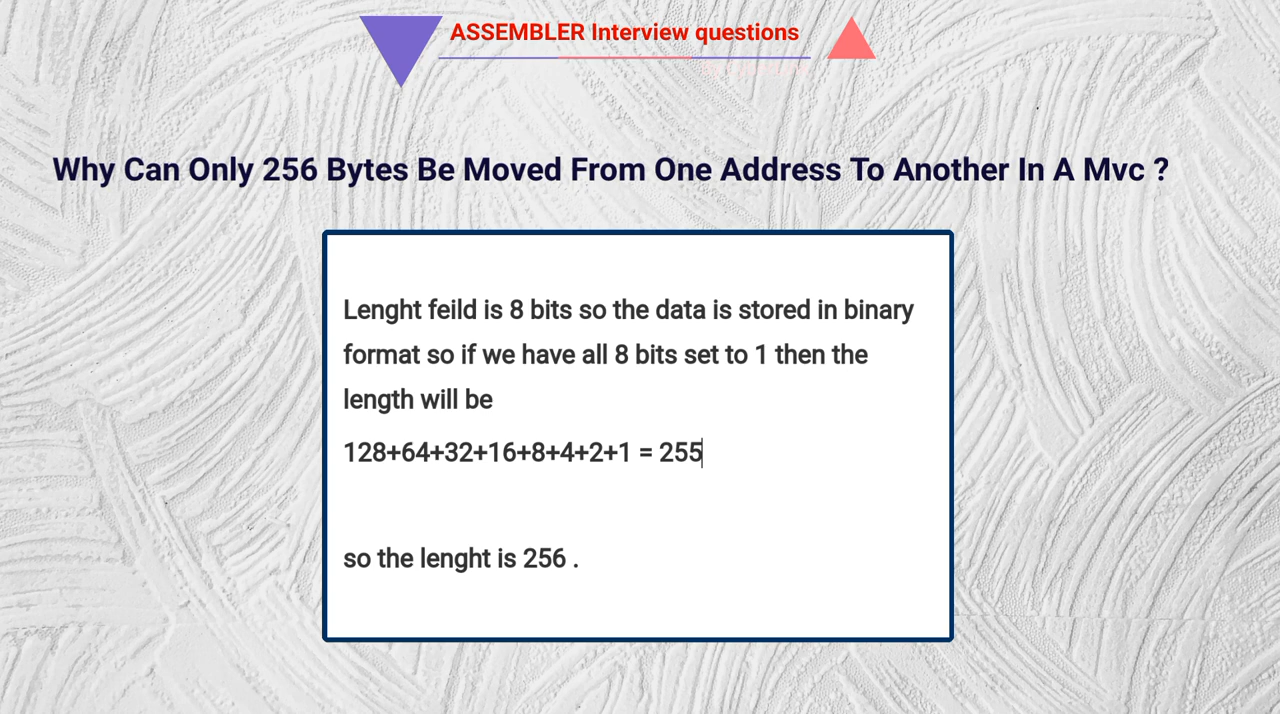 ASSEMBLER Interview questions
Why Can Only 256 Bytes Be Moved From One Address To Another In A Mvc ?
Lenght feild is 8 bits so the data is stored in binary
format so if we have all 8 bits set to 1 then the
length will be
128+64+32+16+8+4+2+1 = 255
so the lenght is 256 .